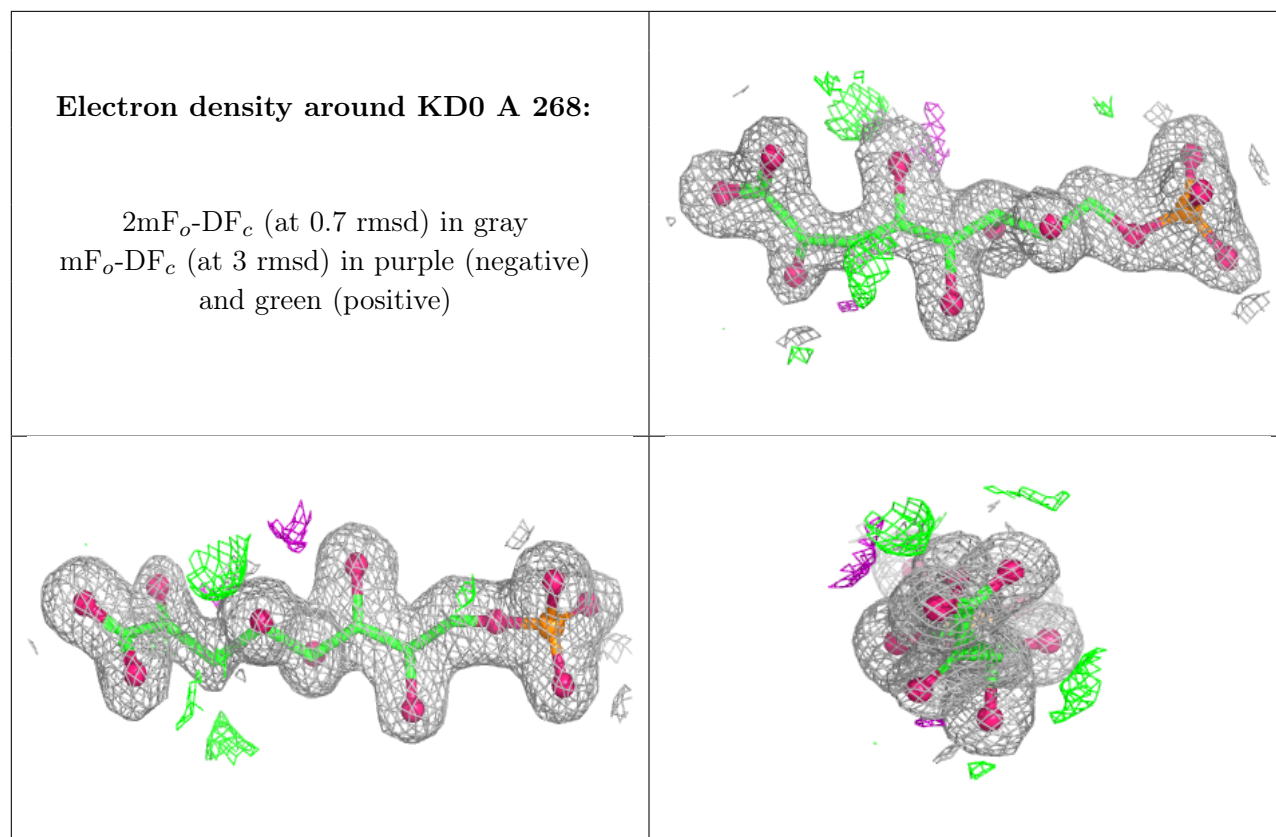 Electron density around KD0 A 268:
2mFo-DFc (at 0.7 rmsd) in gray
mFo-DFc (at 3 rmsd) in purple (negative)
and green (positive)